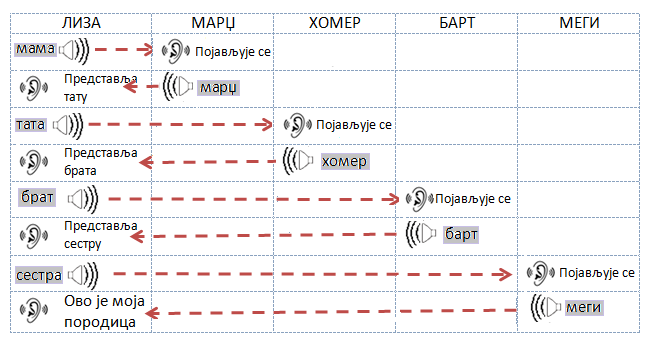 ЛИЗА МАРЏ ХОМЕР БАРТ МЕГИ
мама Појављује се
Представља
тату
марџ
тата Појављује се
Представља
брата
хомер
брат Појављује се
Представља
сестру
барт
сестра Појављује се
Ово је моја
породица
меги